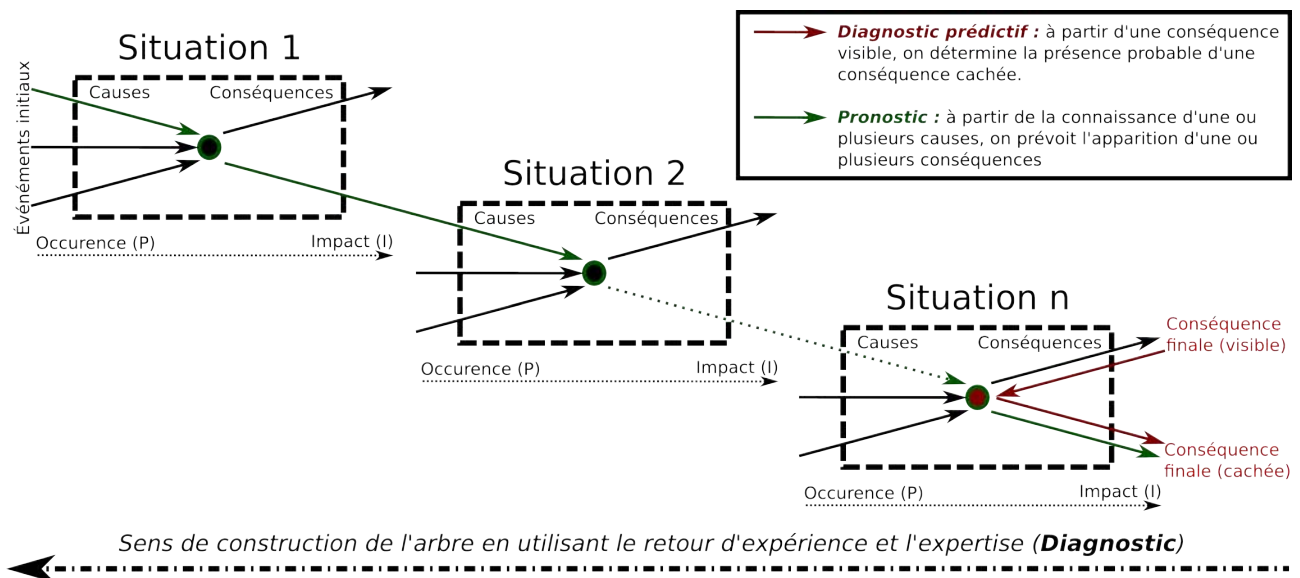 Situation 1
Événéments initiaux
Causes
Conséquences
Occurence (P)
Impact (I)
Diagnostic prédictif : à partir d'une conséquence
visible, on détermine la présence probable d'une
conséquence cachée.
Pronostic : à partir de la connaissance d'une ou
plusieurs causes, on prévoit l'apparition d'une ou
plusieurs conséquences
Situation 2
Causes
Conséquences
Occurence (P)
Impact (I)
Situation n
Causes
Conséquences
Conséquence
finale (visible)
Conséquence
finale (cachée)
Occurence (P)
Impact (I)
Sens de construction de l'arbre en utilisant le retour d'expérience et l'expertise (Diagnostic)